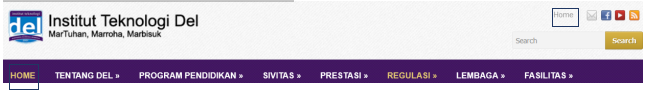 Home
Institut Teknologi Del
MarTuhan, Marroha, Marbisuk
del
Search Search
HOME TENTANG DEL » PROGRAM PENDIDIKAN » SIVITAS » PRESTASI » REGULASI » LEMBAGA » FASILITAS »